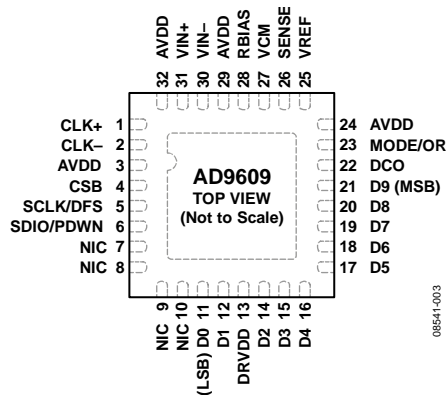 32 AVDD
31 VIN+
30 VIN–
29 AVDD
28 RBIAS
27 VCM
26 SENSE
25 VREF
CLK+ 1
CLK– 2
AVDD 3
CSB 4
SCLK/DFS 5
SDIO/PDWN 6
NIC 7
NIC 8
AD9609
TOP VIEW
(Not to Scale)
24 AVDD
23 MODE/OR
22 DCO
21 D9 (MSB)
20 D8
19 D7
18 D6
17 D5
NIC 9
NIC 10
(LSB) D0 11
D1 12
DRVDD 13
D2 14
D3 15
D4 16
08541-003